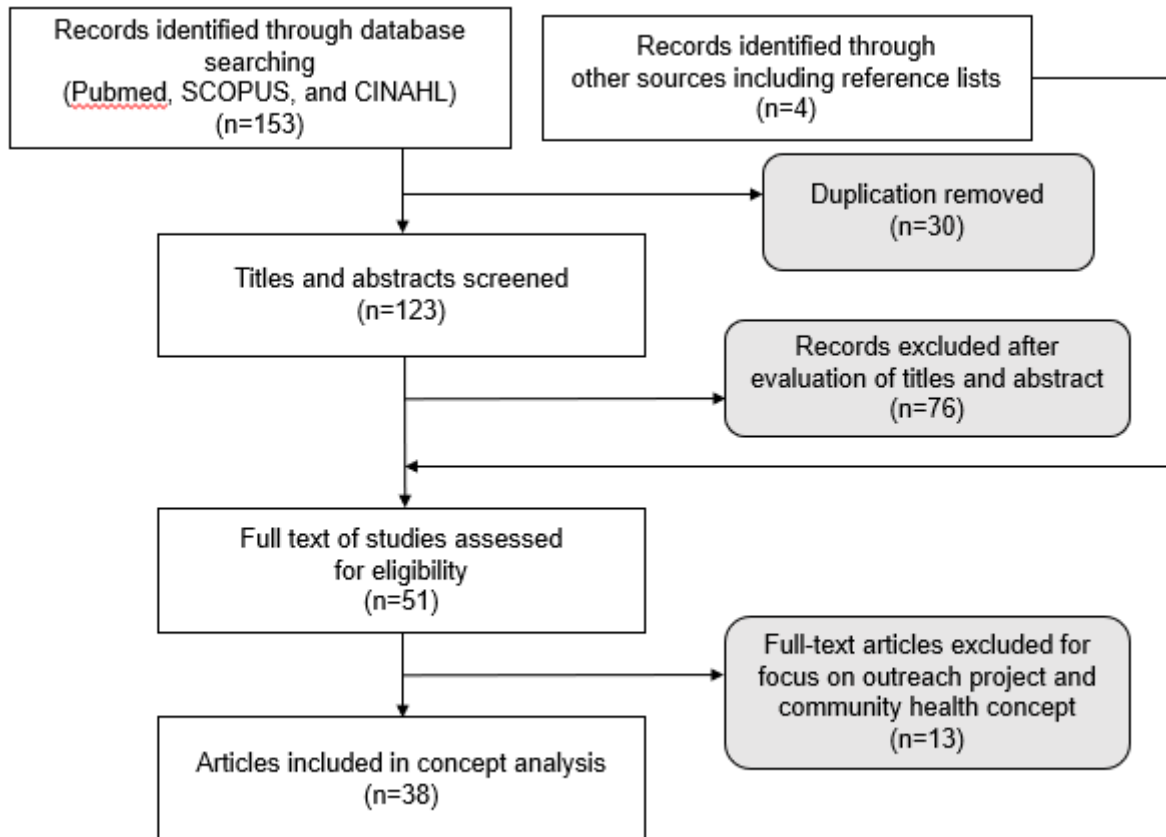 Records identified through database
searching
(Pubmed, SCOPUS, and CINAHL)
(n=153)
Records identified through
other sources including reference lists
(n=4)
Duplication removed
(n=30)
Titles and abstracts screened
(n=123)
Records excluded after
evaluation of titles and abstract
(n=76)
Full text of studies assessed
for eligibility
(n=51)
Full-text articles excluded for
focus on outreach project and
community health concept
(n=13)
Articles included in concept analysis
(n=38)